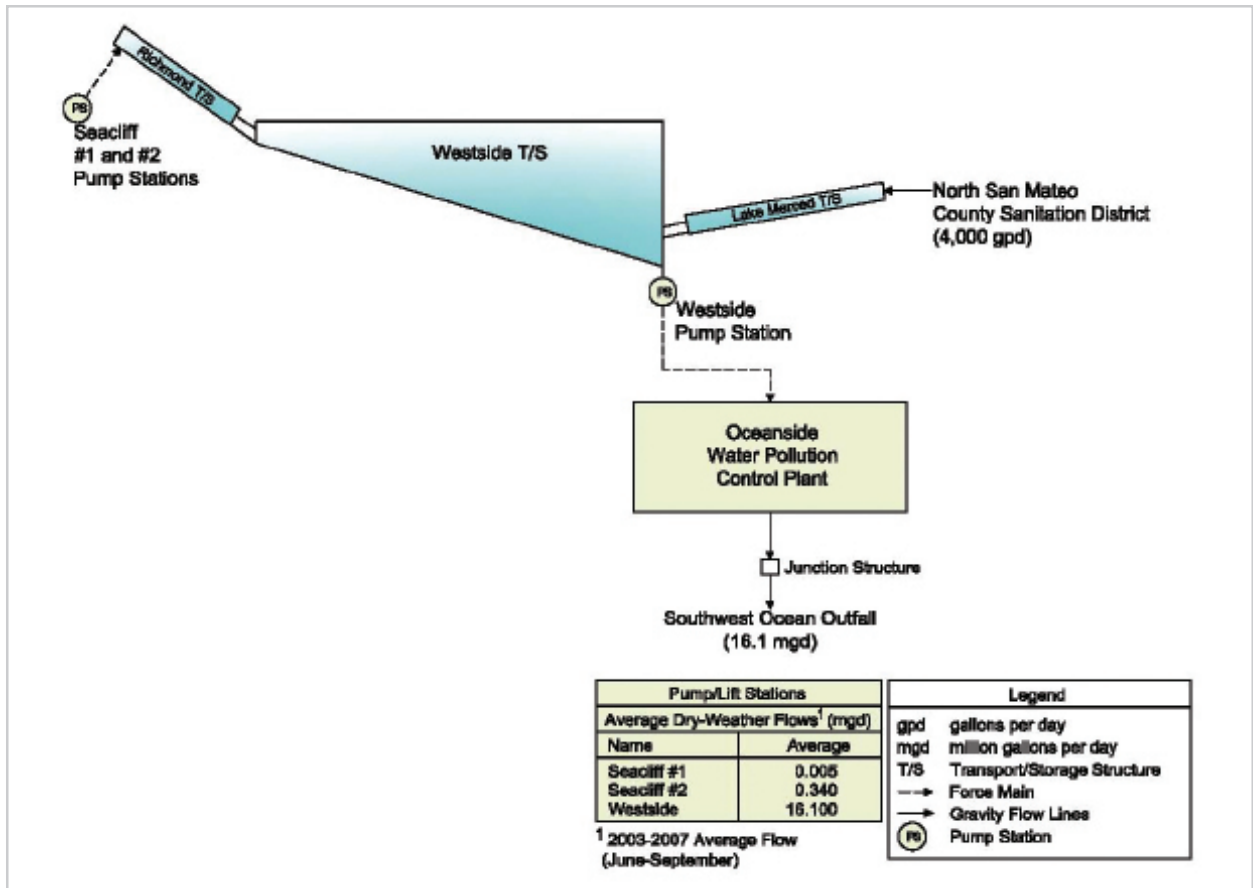 Richmond T/S
PS
Seacliff
#1 and #2
Pump Stations
Westside T/S
Lake Merced T/S
North San Mateo
County Sanitation District
(4,000 gpd)
PS
Westside
Pump Station
Oceanside
Water Pollution
Control Plant
Junction Structure
Southwest Ocean Outfall
(16.1 mgd)
Pump/Lift Stations
Average Dry-Weather Flows¹ (mgd)
Name Average
Seacliff #1 0.005
Seacliff #2 0.340
Westside 16.100
¹ 2003-2007 Average Flow
(June-September)
Legend
gpd gallons per day
mgd million gallons per day
T/S Transport/Storage Structure
Force Main
Gravity Flow Lines
PS Pump Station